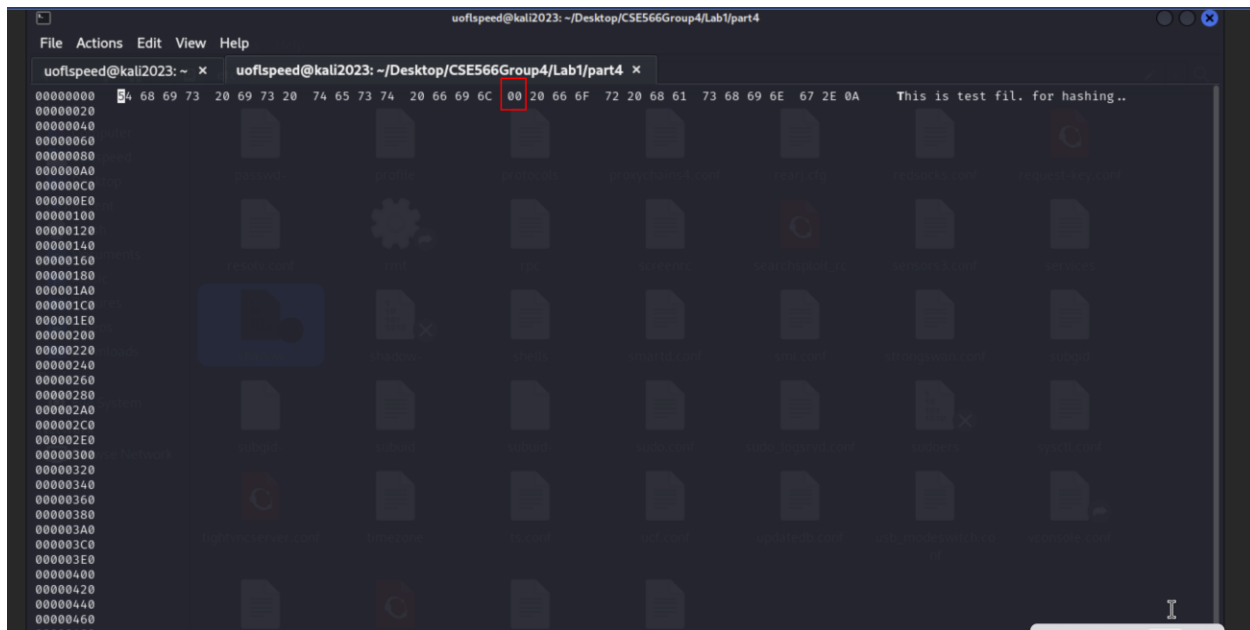 uoflspeed@kali2023: ~/Desktop/CSE566Group4/Lab1/part4
File Actions Edit View Help
uoflspeed@kali2023: ~ × uoflspeed@kali2023: ~/Desktop/CSE566Group4/Lab1/part4 ×
00000000 54 68 69 73 20 69 73 20 74 65 73 74 20 66 69 6C 00 20 66 6F 72 20 68 61 73 68 69 6E 67 2E 0A This is test fil. for hashing..
00000020
00000040
00000060
00000080
000000A0
000000C0
000000E0
00000100
00000120
00000140
00000160
00000180
000001A0
000001C0
000001E0
00000200
00000220
00000240
00000260
00000280
000002A0
000002C0
000002E0
00000300
00000320
00000340
00000360
00000380
000003A0
000003C0
000003E0
00000400
00000420
00000440
00000460